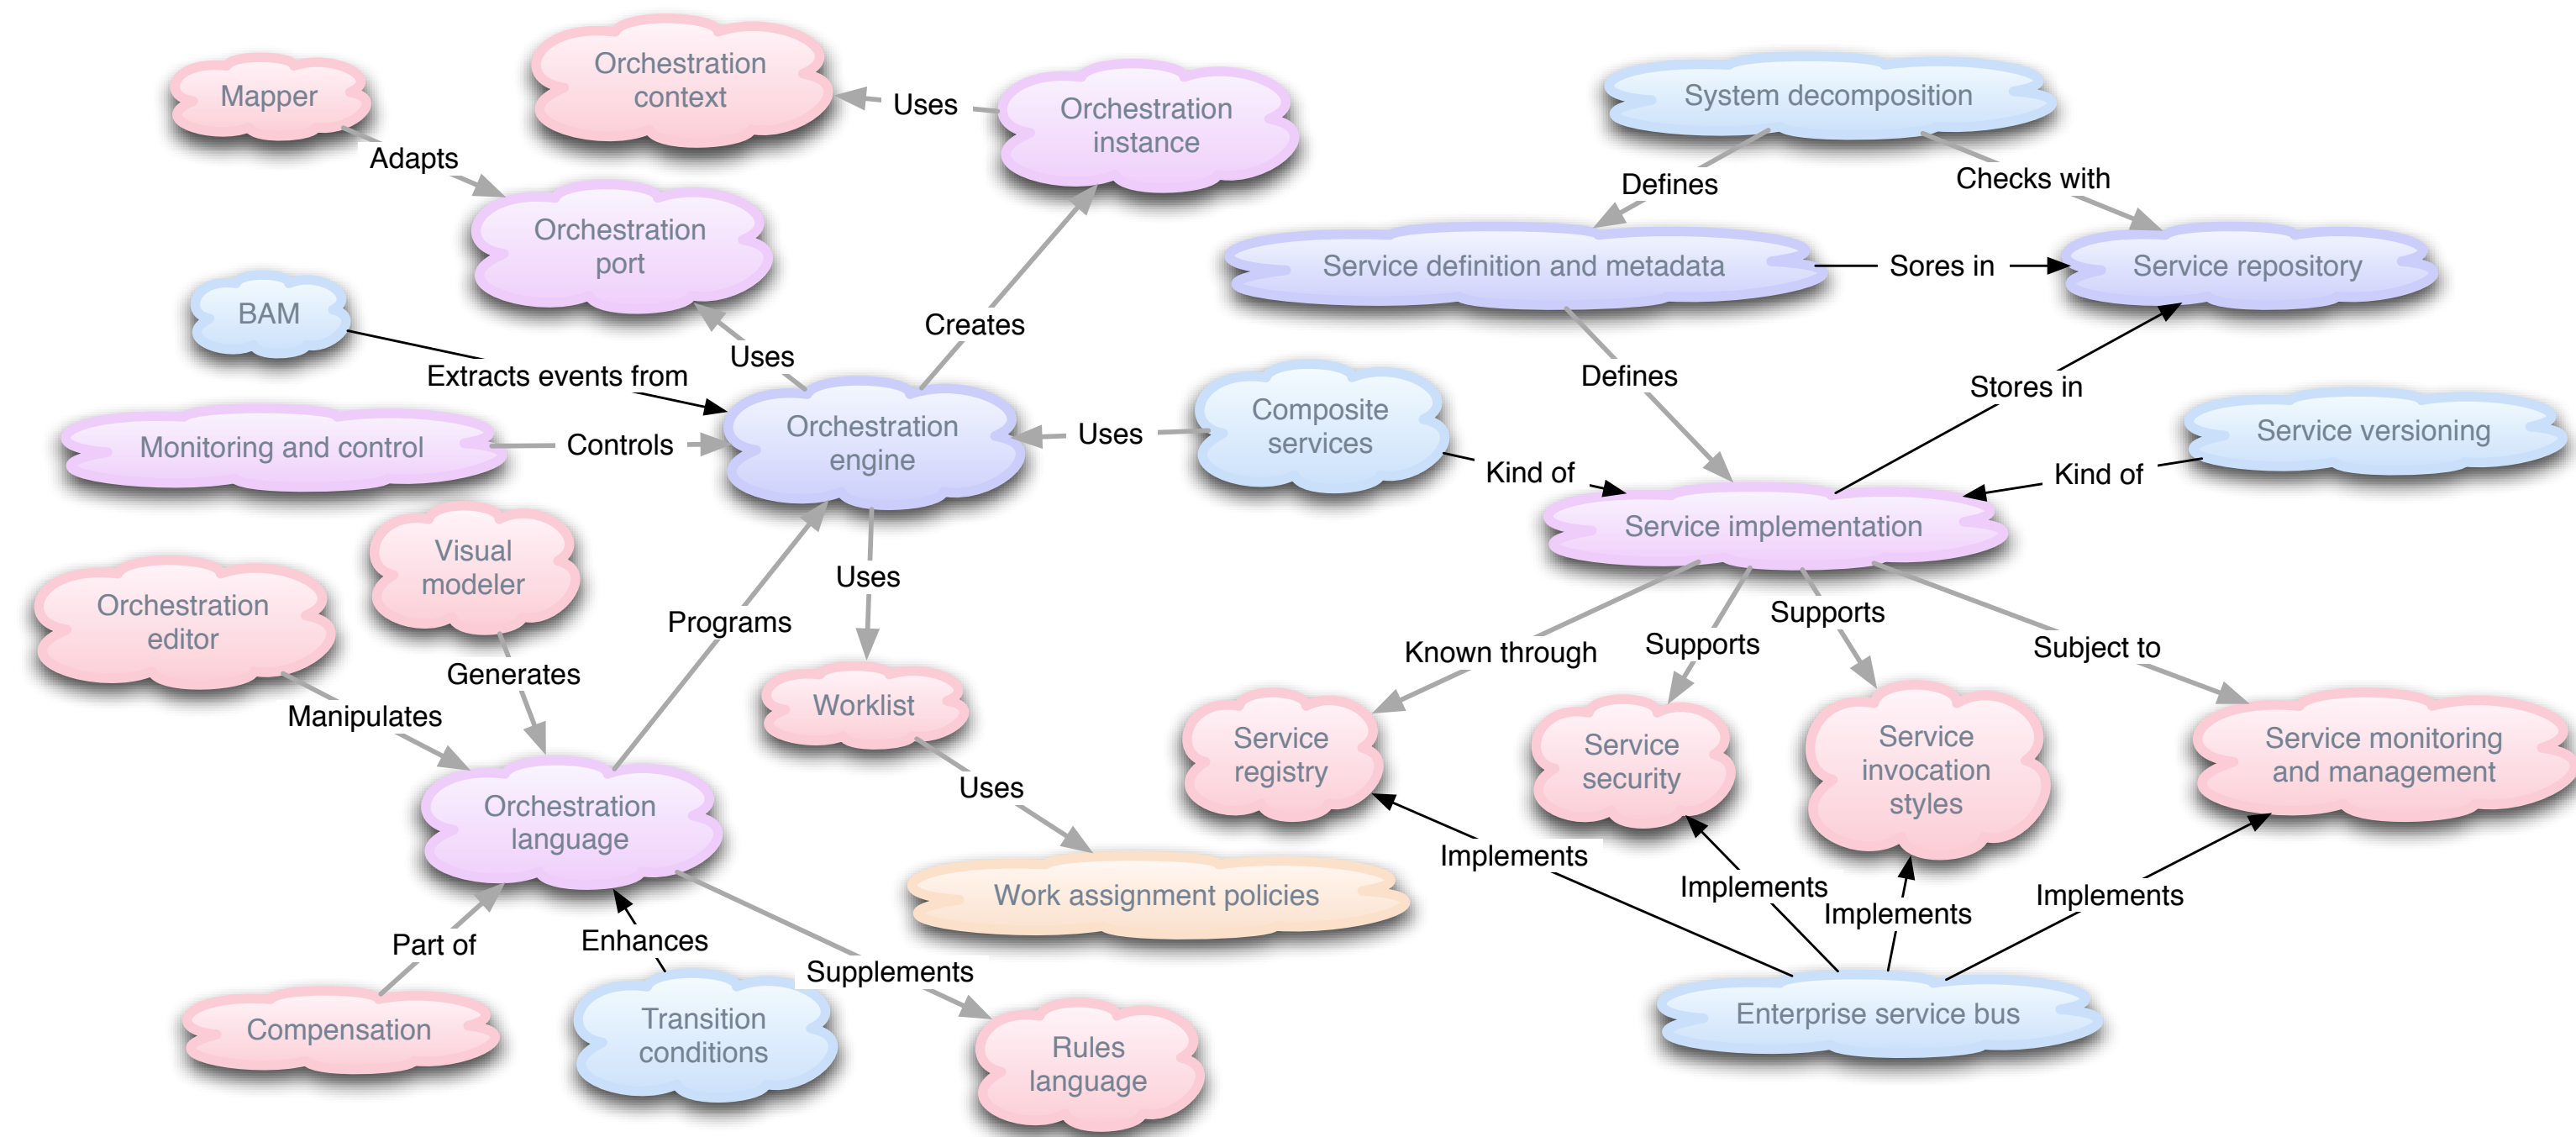 Mapper
Orchestration
context
Uses
Orchestration
instance
System decomposition
Adapts
Defines
Checks with
Orchestration
port
Service definition and metadata
Sores in
Service repository
BAM
Creates
Uses
Extracts events from
Defines
Stores in
Monitoring and control
Controls
Orchestration
engine
Uses
Composite
services
Kind of
Kind of
Service versioning
Service implementation
Visual
modeler
Uses
Orchestration
editor
Programs
Supports
Supports
Known through
Subject to
Generates
Manipulates
Worklist
Service
registry
Service
security
Service
invocation
styles
Service monitoring
and management
Uses
Orchestration
language
Implements
Implements
Implements
Implements
Work assignment policies
Part of
Enhances
Supplements
Compensation
Transition
conditions
Rules
language
Enterprise service bus